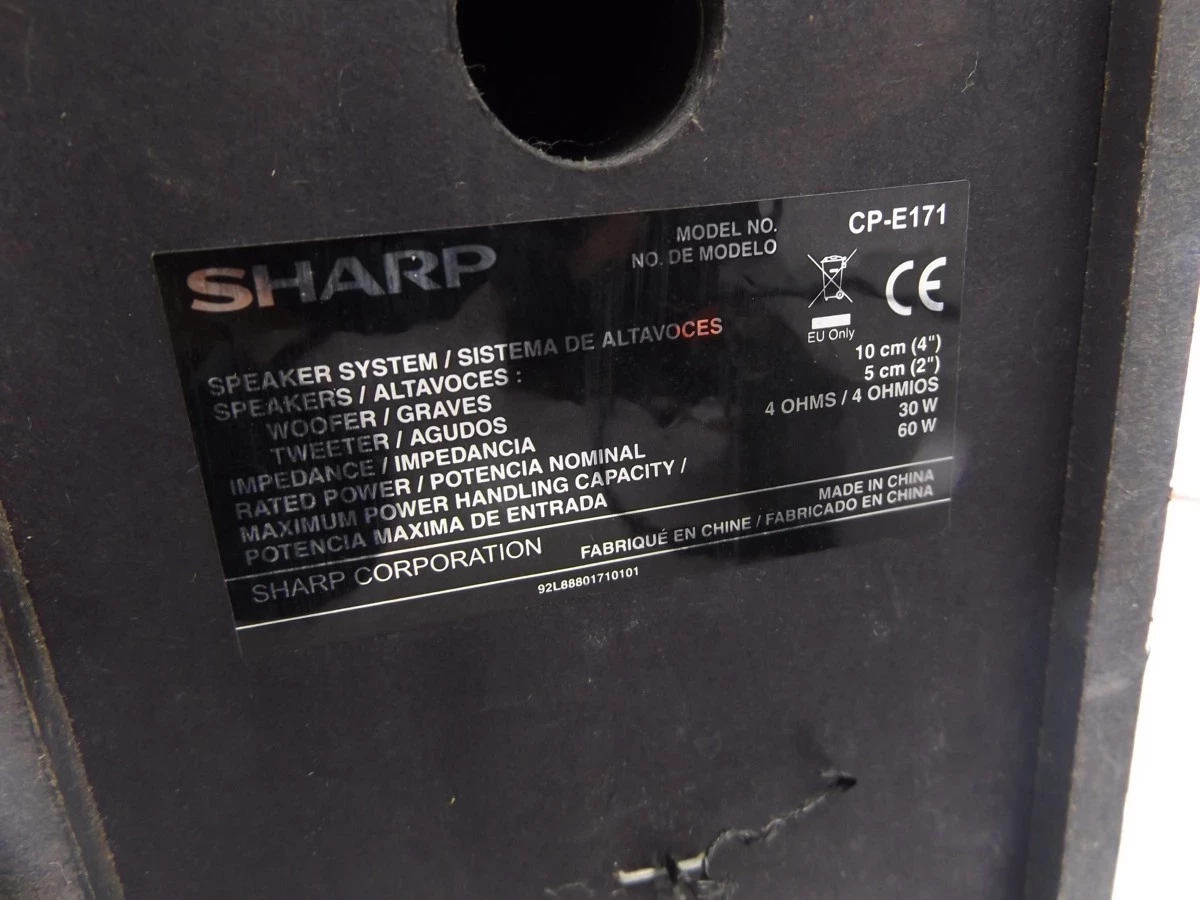 SHARP
MODEL NO.
NO. DE MODELO
CP-E171
CE
EU Only
SPEAKER SYSTEM / SISTEMA DE ALTAVOCES
SPEAKERS / ALTAVOCES :
WOOFER / GRAVES 10 cm (4")
TWEETER / AGUDOS 5 cm (2")
IMPEDANCE / IMPEDANCIA 4 OHMS / 4 OHMIOS
RATED POWER / POTENCIA NOMINAL 30 W
MAXIMUM POWER HANDLING CAPACITY / 60 W
POTENCIA MAXIMA DE ENTRADA
MADE IN CHINA
SHARP CORPORATION FABRIQUÉ EN CHINE / FABRICADO EN CHINA
92L88801710101